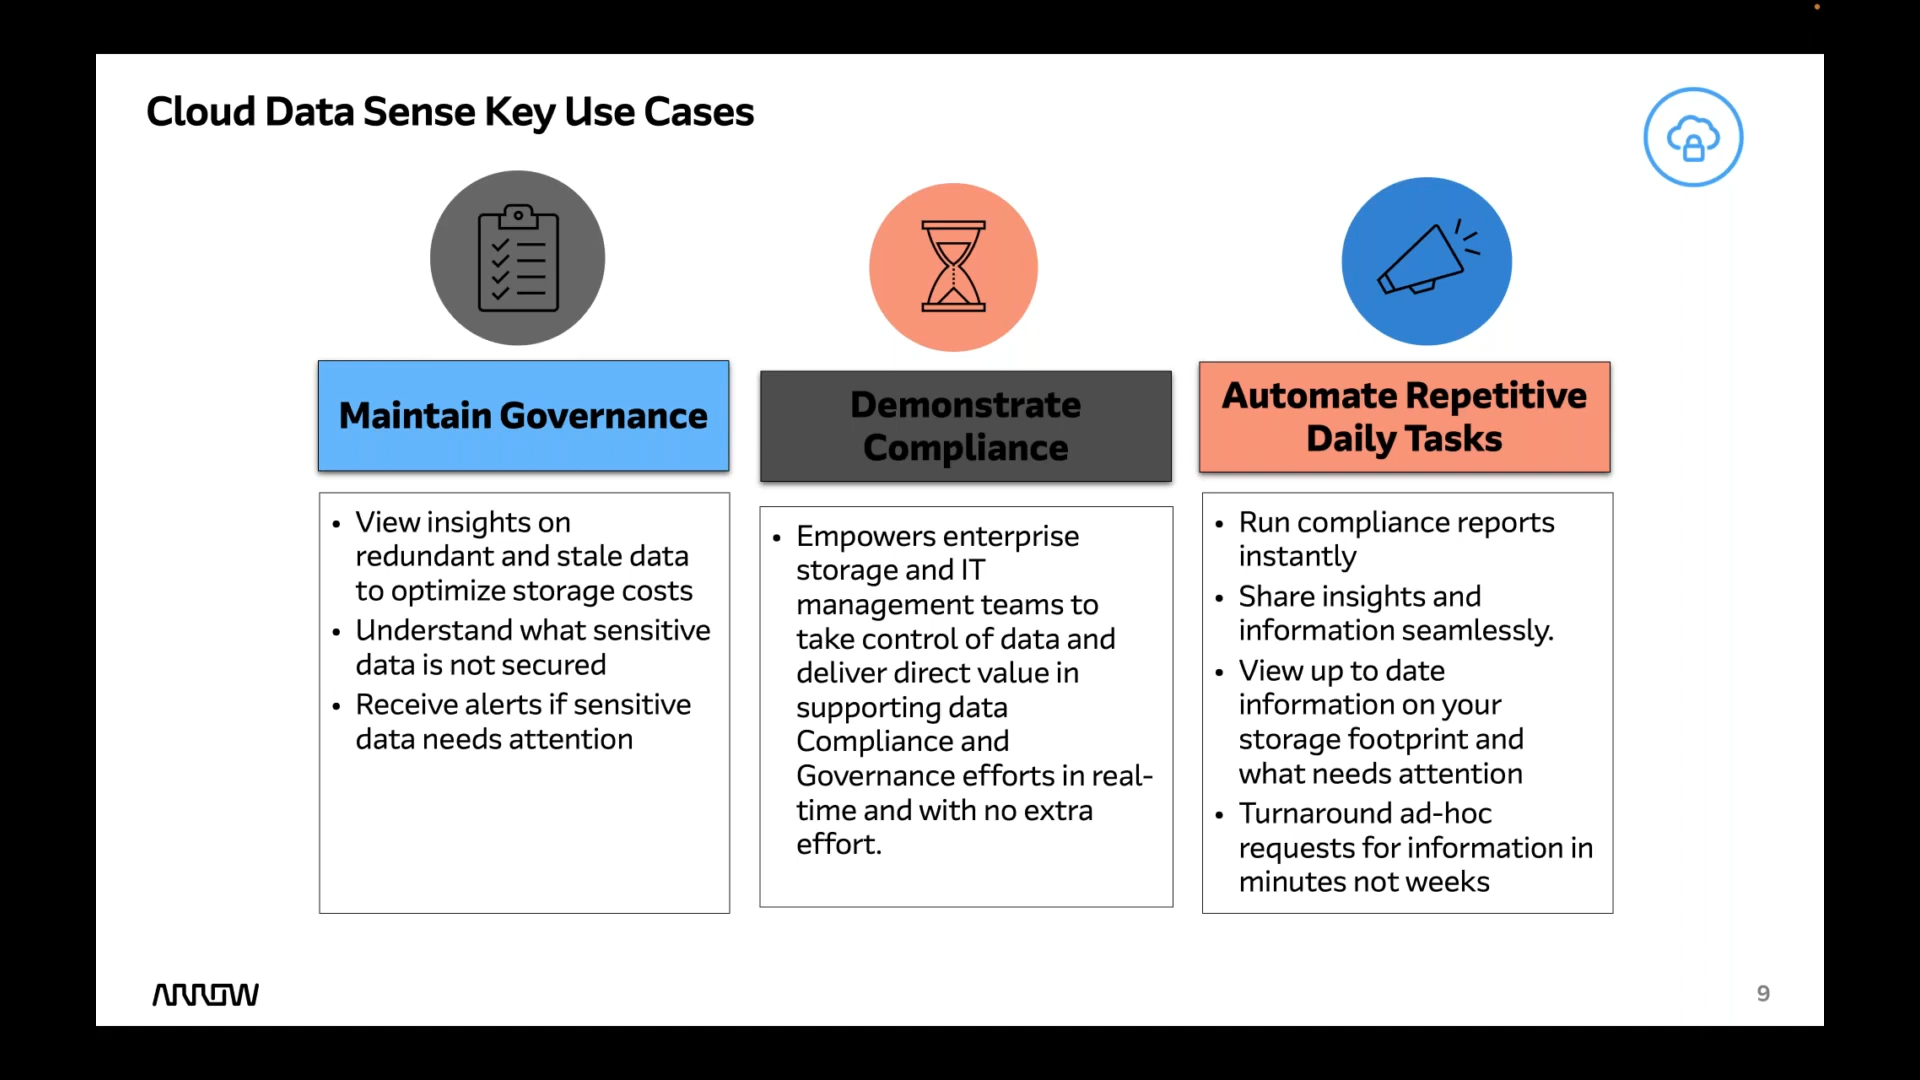 Cloud Data Sense Key Use Cases
Maintain Governance
• View insights on
redundant and stale data
to optimize storage costs
• Understand what sensitive
data is not secured
• Receive alerts if sensitive
data needs attention
Demonstrate
Compliance
• Empowers enterprise
storage and IT
management teams to
take control of data and
deliver direct value in
supporting data
Compliance and
Governance efforts in real-
time and with no extra
effort.
Automate Repetitive
Daily Tasks
• Run compliance reports
instantly
• Share insights and
information seamlessly.
• View up to date
information on your
storage footprint and
what needs attention
• Turnaround ad-hoc
requests for information in
minutes not weeks
ARROW
9